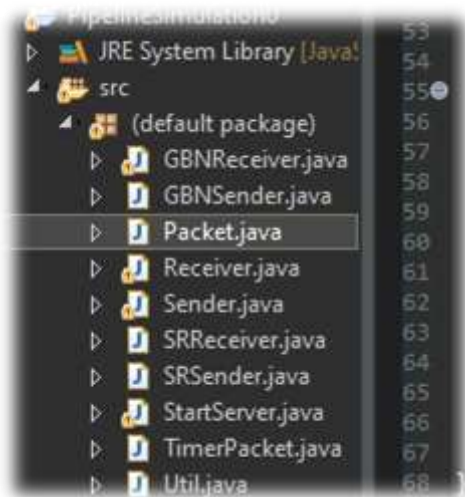 PipelineSimulation0
JRE System Library [JavaS
src
(default package)
GBNReceiver.java
GBNSender.java
Packet.java
Receiver.java
Sender.java
SRReceiver.java
SRSender.java
StartServer.java
TimerPacket.java
Util.java
53
54
55
56
57
58
59
60
61
62
63
64
65
66
67
68 }